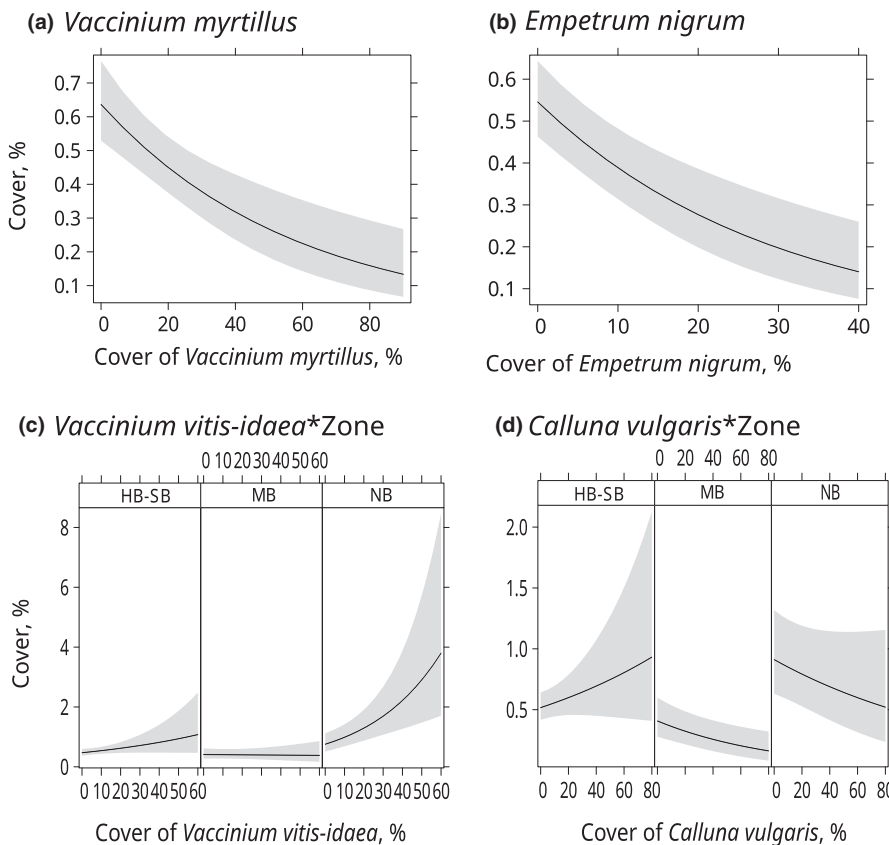 (a) Vaccinium myrtillus
0.7
0.6
0.5
0.4
0.3
0.2
0.1
Cover, %
0 20 40 60 80
Cover of Vaccinium myrtillus, %
(b) Empetrum nigrum
0.6
0.5
0.4
0.3
0.2
0.1
0 10 20 30 40
Cover of Empetrum nigrum, %
(c) Vaccinium vitis-idaea*Zone
0 10 20 30 40 50 60
HB-SB MB NB
8
6
4
2
0
Cover, %
0 10 20 30 40 50 60 0 10 20 30 40 50 60
Cover of Vaccinium vitis-idaea, %
(d) Calluna vulgaris*Zone
0 20 40 60 80
HB-SB MB NB
2.0
1.5
1.0
0.5
0 20 40 60 80 0 20 40 60 80
Cover of Calluna vulgaris, %